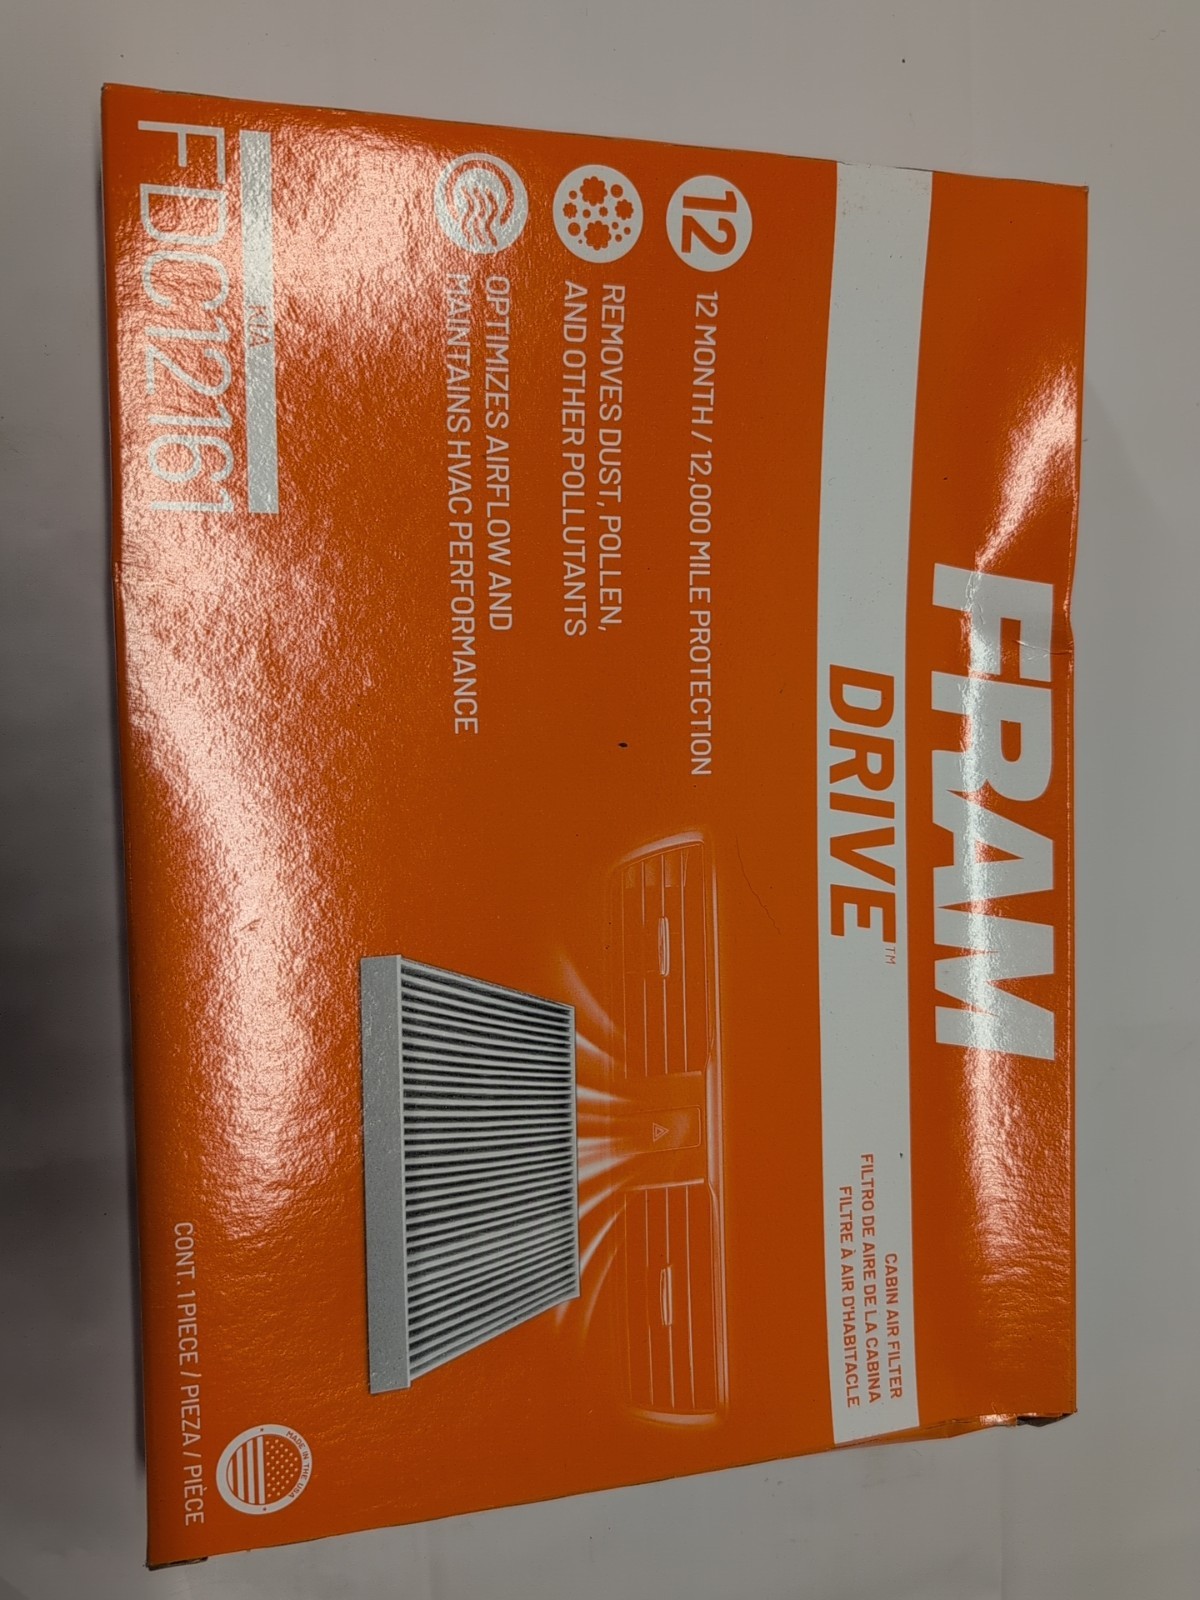 FRAM
DRIVE™
CABIN AIR FILTER
FILTRO DE AIRE DE LA CABINA
FILTRE À AIR D'HABITACLE
12
12 MONTH / 12,000 MILE PROTECTION
REMOVES DUST, POLLEN,
AND OTHER POLLUTANTS
OPTIMIZES AIRFLOW AND
MAINTAINS HVAC PERFORMANCE
KIA
FDC12161
CONT. 1 PIECE / PIEZA / PIÈCE
MADE IN THE USA